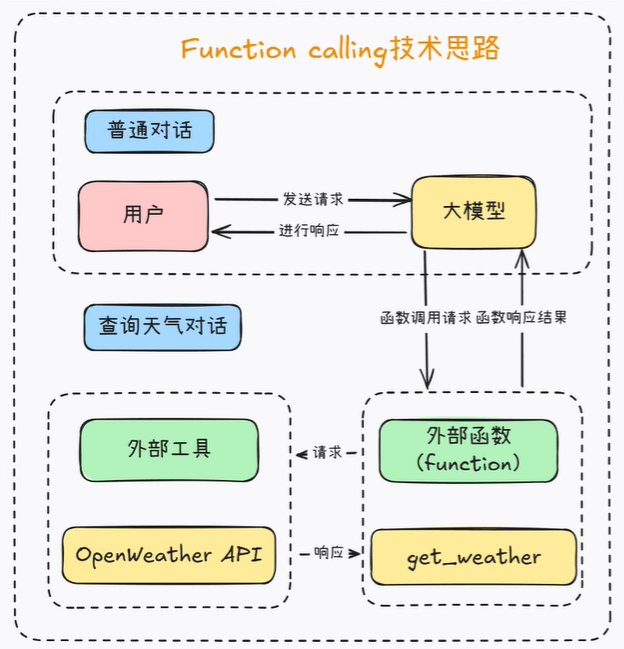 Function calling技术思路
普通对话
用户
发送请求
进行响应
大模型
函数调用请求
函数响应结果
查询天气对话
外部工具
请求
外部函数
(function)
OpenWeather API
响应
get_weather